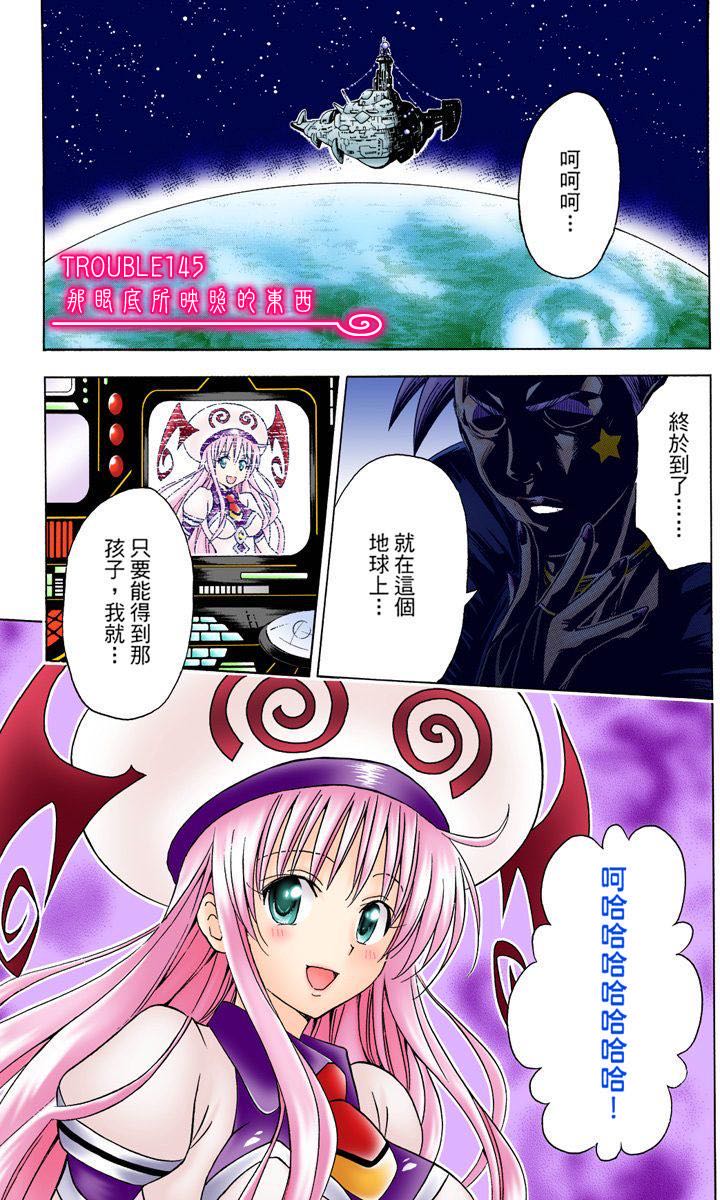 呵呵呵…
TROUBLE145
那眼底所映照的東西
終於到了……
就在這個
地球上…
只要能得到那
孩子，我就…
呵哈哈哈哈哈哈哈！